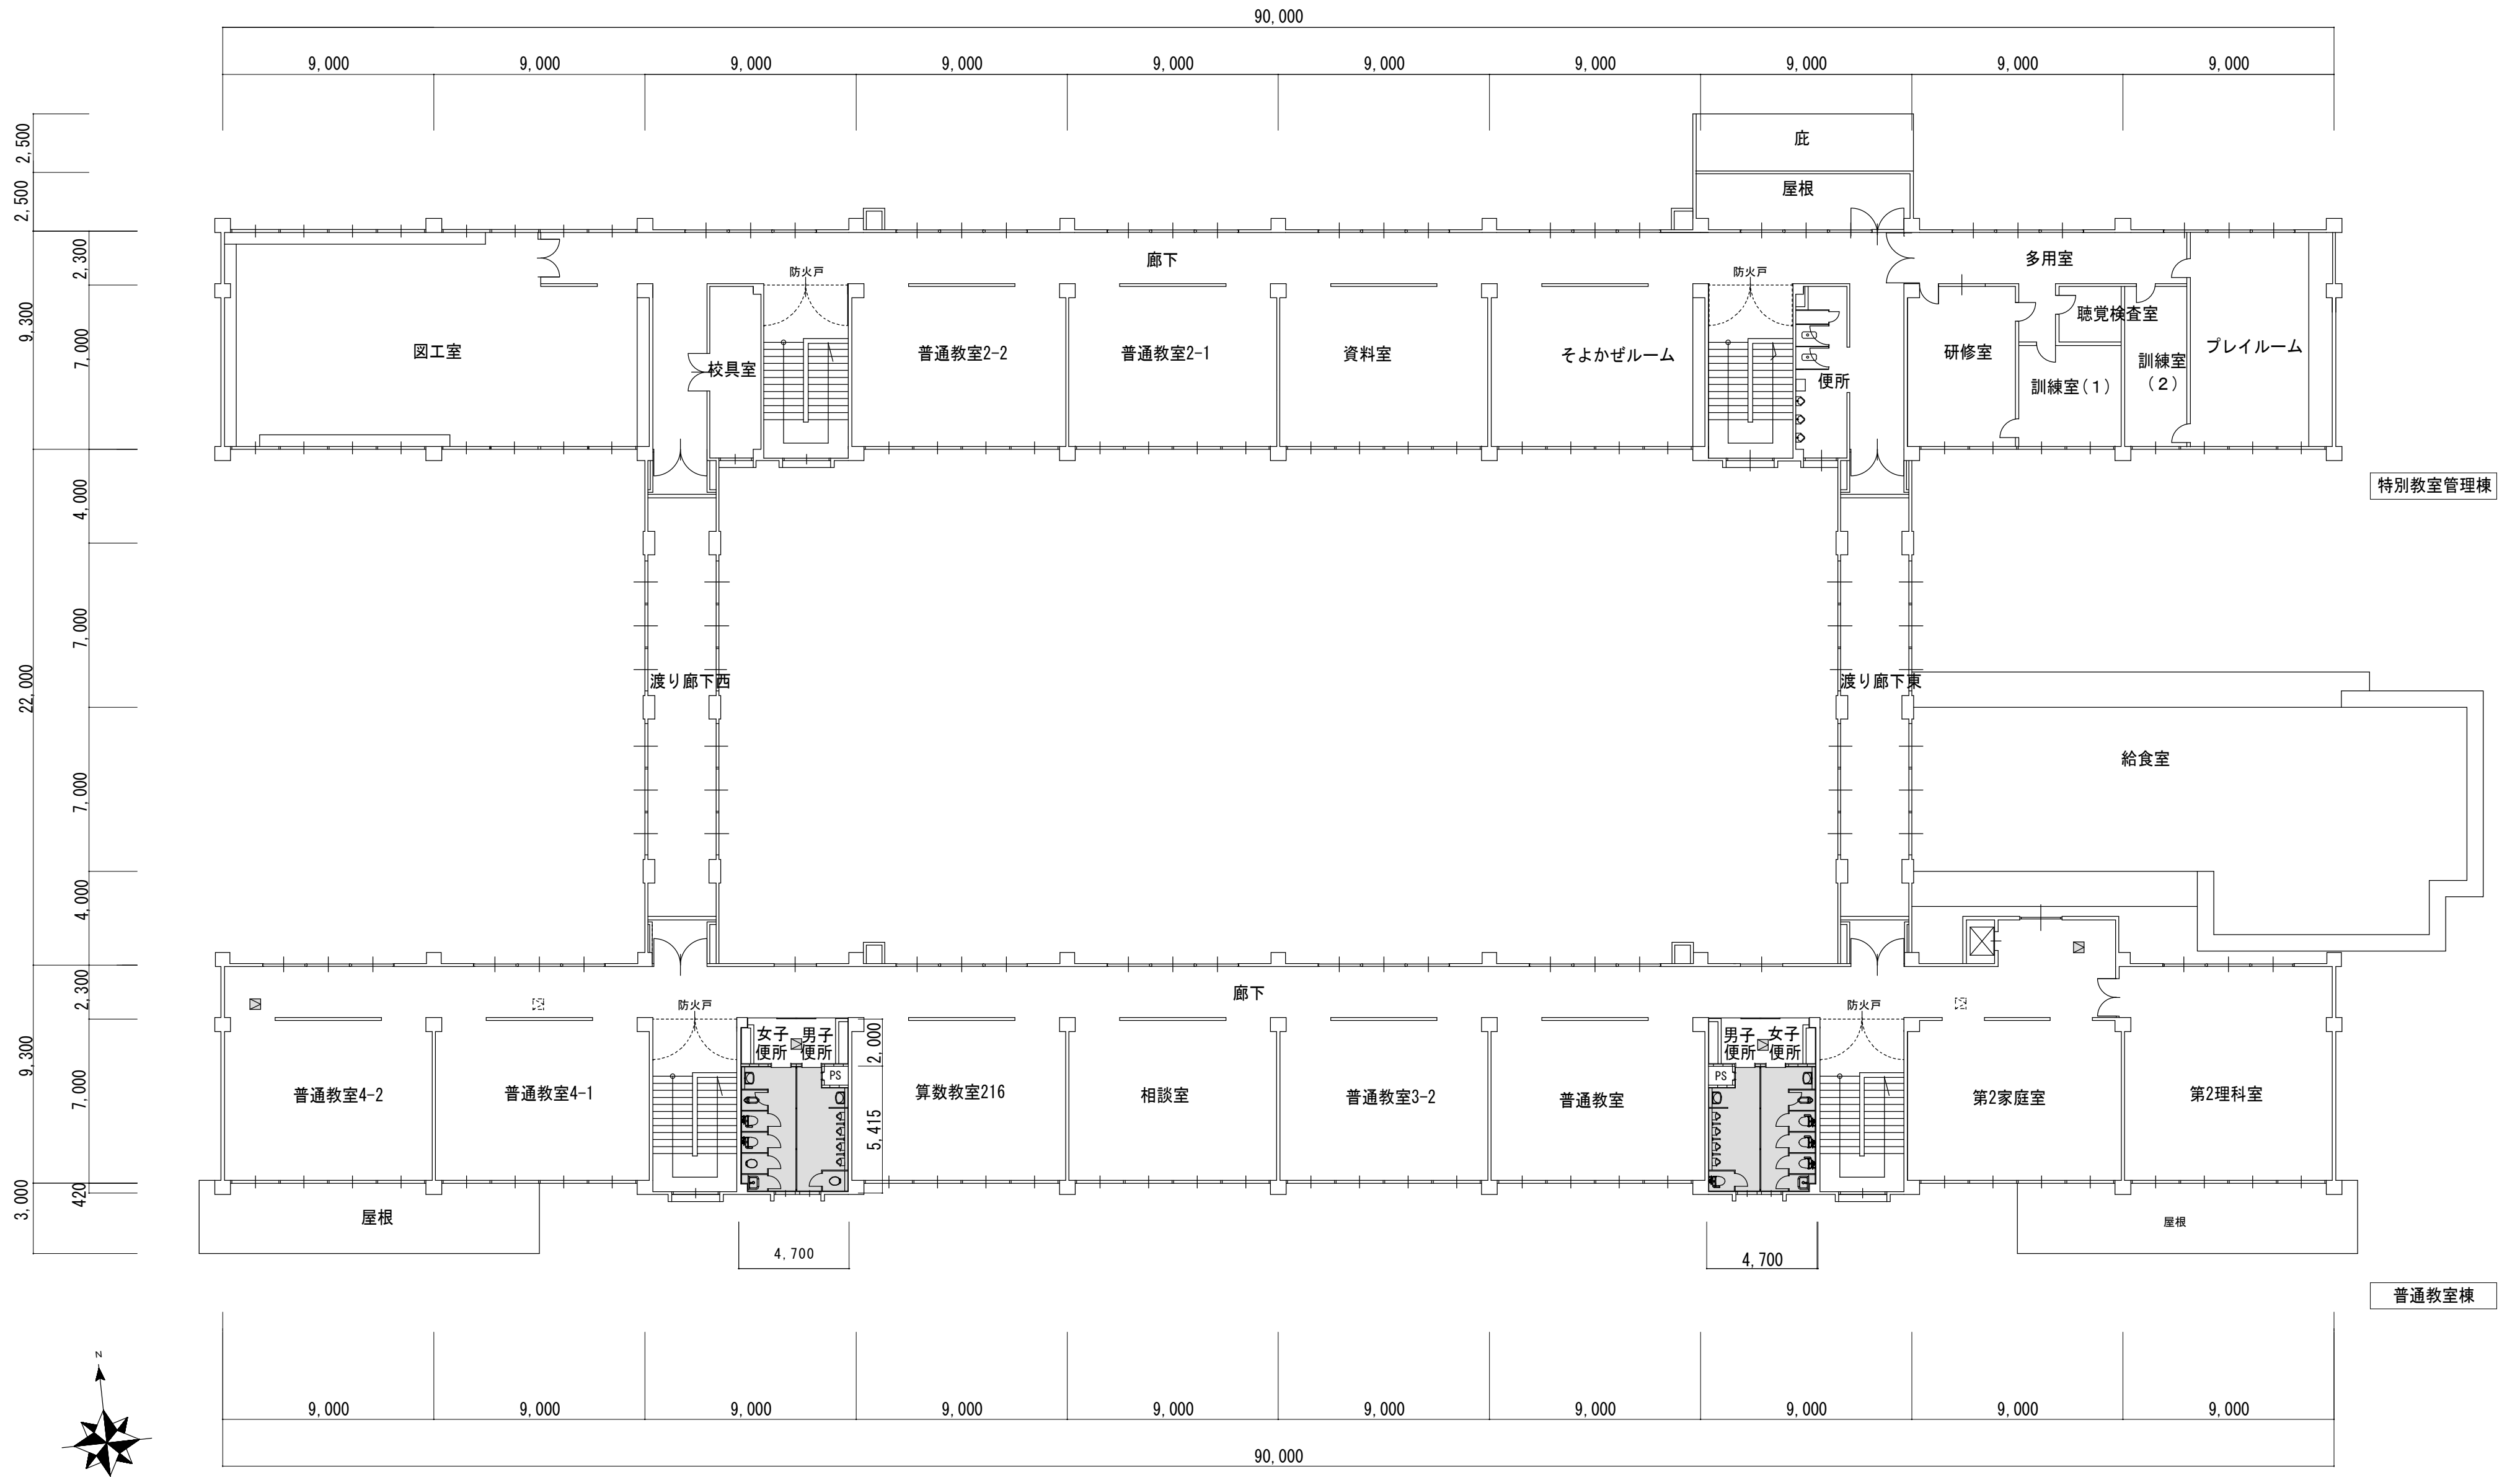 90,000
9,000 9,000 9,000 9,000 9,000 9,000 9,000 9,000 9,000 9,000
2,500
2,500
2,300
9,300
7,000
4,000
7,000
22,000
7,000
4,000
2,300
9,300
7,000
3,000
420
庇
屋根
廊下
多用室
防火戸
防火戸
図工室
校具室
普通教室2-2
普通教室2-1
資料室
そよかぜルーム
便所
研修室
聴覚検査室
訓練室(1)
訓練室
(2)
プレイルーム
特別教室管理棟
渡り廊下西
渡り廊下東
給食室
廊下
防火戸
防火戸
女子
便所
男子
便所
PS
2,000
5,415
男子
便所
女子
便所
PS
普通教室4-2
普通教室4-1
算数教室216
相談室
普通教室3-2
普通教室
第2家庭室
第2理科室
屋根
屋根
4,700
4,700
普通教室棟
N
9,000 9,000 9,000 9,000 9,000 9,000 9,000 9,000 9,000 9,000
90,000